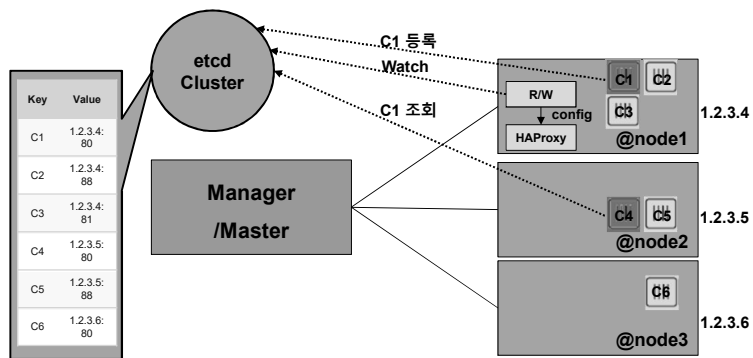 etcd
Cluster
C1 등록
Watch
C1 조회
Key Value
C1 1.2.3.4:
80
C2 1.2.3.4:
88
C3 1.2.3.4:
81
C4 1.2.3.5:
80
C5 1.2.3.5:
88
C6 1.2.3.6:
80
Manager
/Master
R/W
config
HAProxy
C1 C2
C3
@node1
1.2.3.4
C4 C5
@node2
1.2.3.5
C6
@node3
1.2.3.6